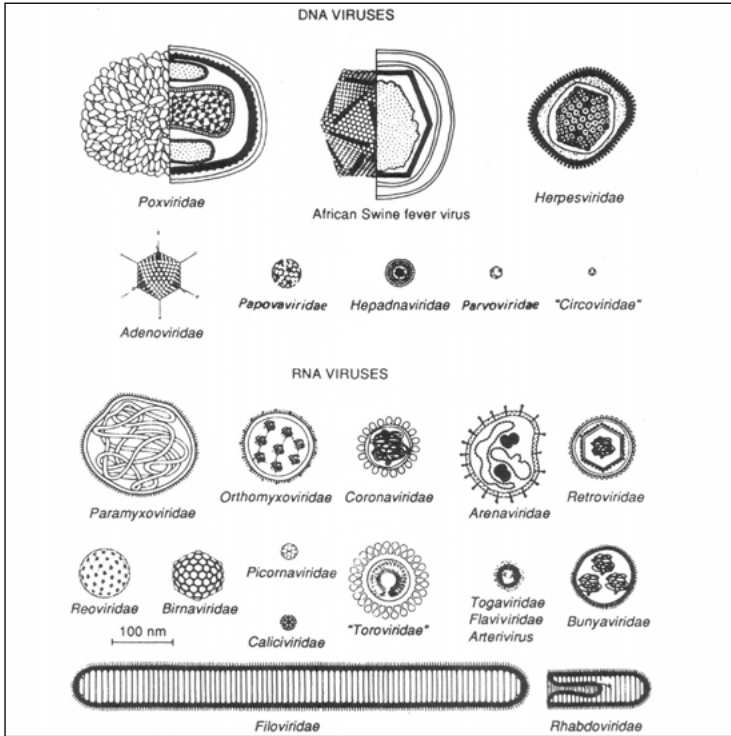 DNA VIRUSES
Poxviridae
African Swine fever virus
Herpesviridae
Adenoviridae
Papovaviridae
Hepadnaviridae
Parvoviridae
"Circoviridae"
RNA VIRUSES
Paramyxoviridae
Orthomyxoviridae
Coronaviridae
Arenaviridae
Retroviridae
Reoviridae
Birnaviridae
Picornaviridae
Caliciviridae
"Toroviridae"
Togaviridae
Flaviviridae
Arterivirus
Bunyaviridae
100 nm
Filoviridae
Rhabdoviridae